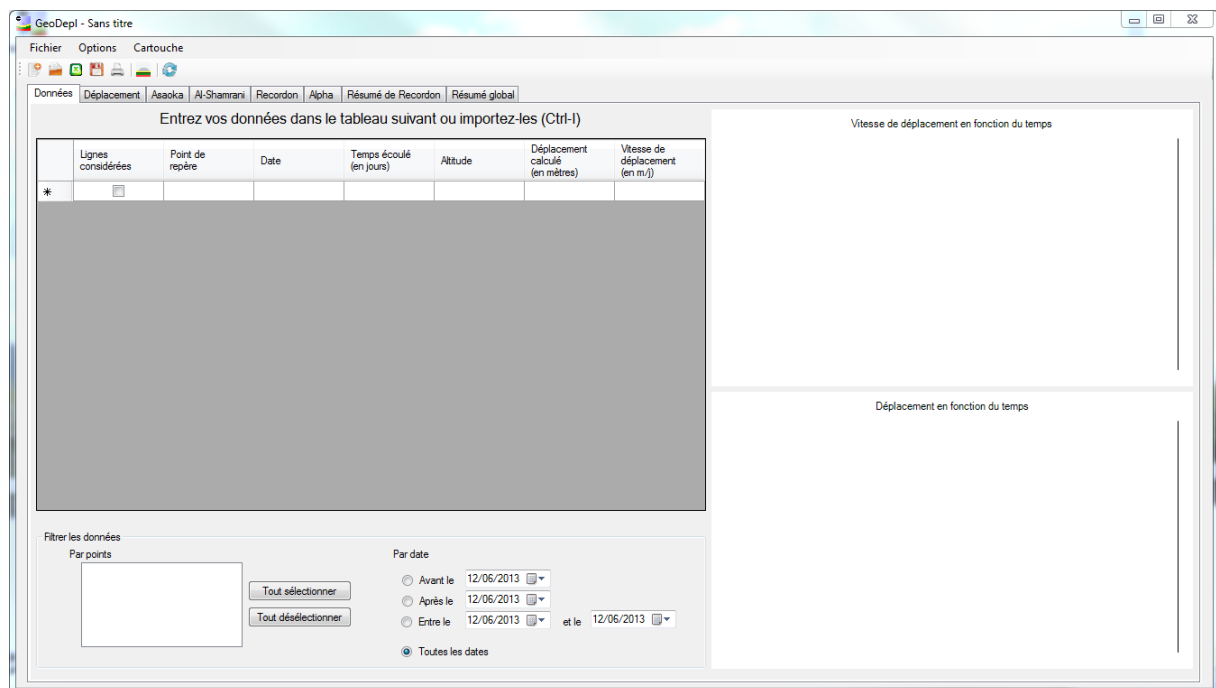 GeoDepl - Sans titre
Fichier Options Cartouche
Données Déplacement Asaoka Al-Shamrani Recordon Alpha Résumé de Recordon Résumé global
Entrez vos données dans le tableau suivant ou importez-les (Ctrl-I)
Lignes considérées
Point de repère
Date
Temps écoulé (en jours)
Altitude
Déplacement calculé (en mètres)
Vitesse de déplacement (en m/j)
*
Vitesse de déplacement en fonction du temps
Déplacement en fonction du temps
Filtrer les données
Par points
Tout sélectionner
Tout désélectionner
Par date
Avant le 12/06/2013
Après le 12/06/2013
Entre le 12/06/2013 et le 12/06/2013
Toutes les dates